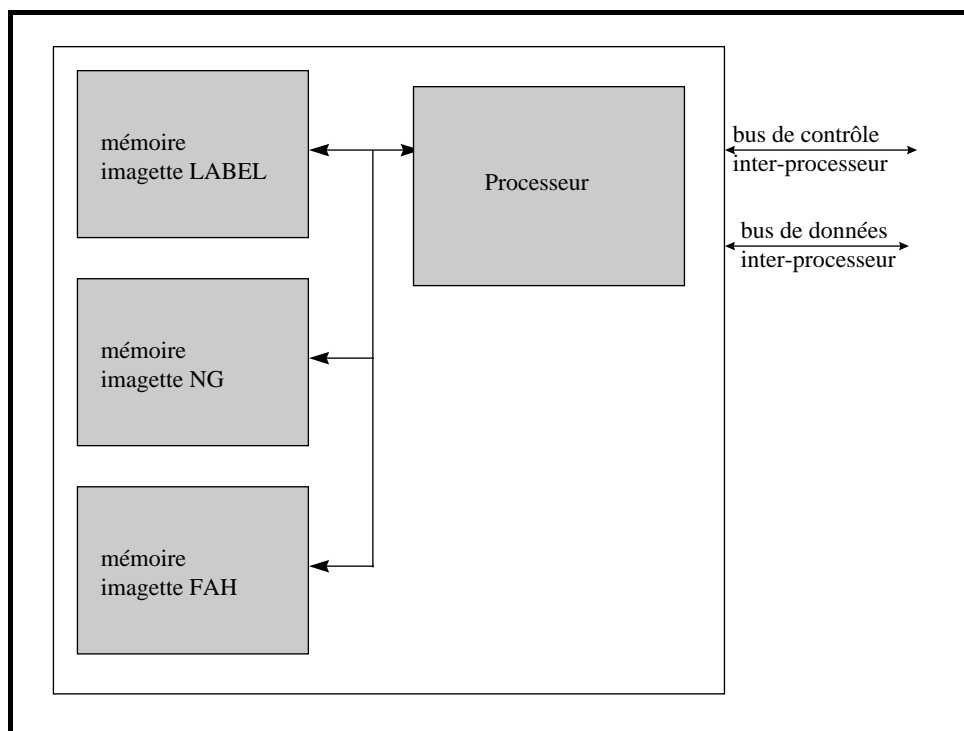 mémoire
imagette LABEL
Processeur
bus de contrôle
inter-processeur
bus de données
inter-processeur
mémoire
imagette NG
mémoire
imagette FAH